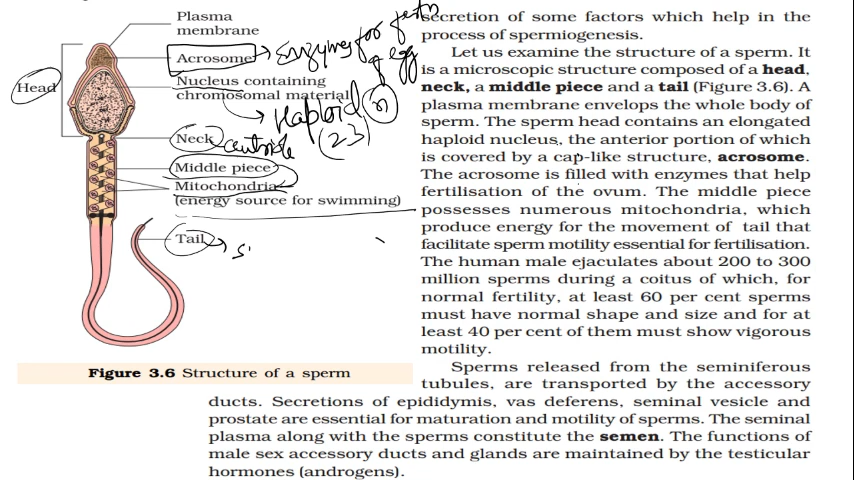 Plasma
membrane
Acrosome → Enzymes for fertn
of egg
Head
Nucleus containing
chromosomal material
→ Haploid (n)
(23)
Neck centriole
Middle piece
Mitochondria
(energy source for swimming)
Tail → s
Figure 3.6 Structure of a sperm
secretion of some factors which help in the
process of spermiogenesis.
Let us examine the structure of a sperm. It
is a microscopic structure composed of a head,
neck, a middle piece and a tail (Figure 3.6). A
plasma membrane envelops the whole body of
sperm. The sperm head contains an elongated
haploid nucleus, the anterior portion of which
is covered by a cap-like structure, acrosome.
The acrosome is filled with enzymes that help
fertilisation of the ovum. The middle piece
possesses numerous mitochondria, which
produce energy for the movement of tail that
facilitate sperm motility essential for fertilisation.
The human male ejaculates about 200 to 300
million sperms during a coitus of which, for
normal fertility, at least 60 per cent sperms
must have normal shape and size and for at
least 40 per cent of them must show vigorous
motility.
Sperms released from the seminiferous
tubules, are transported by the accessory
ducts. Secretions of epididymis, vas deferens, seminal vesicle and
prostate are essential for maturation and motility of sperms. The seminal
plasma along with the sperms constitute the semen. The functions of
male sex accessory ducts and glands are maintained by the testicular
hormones (androgens).